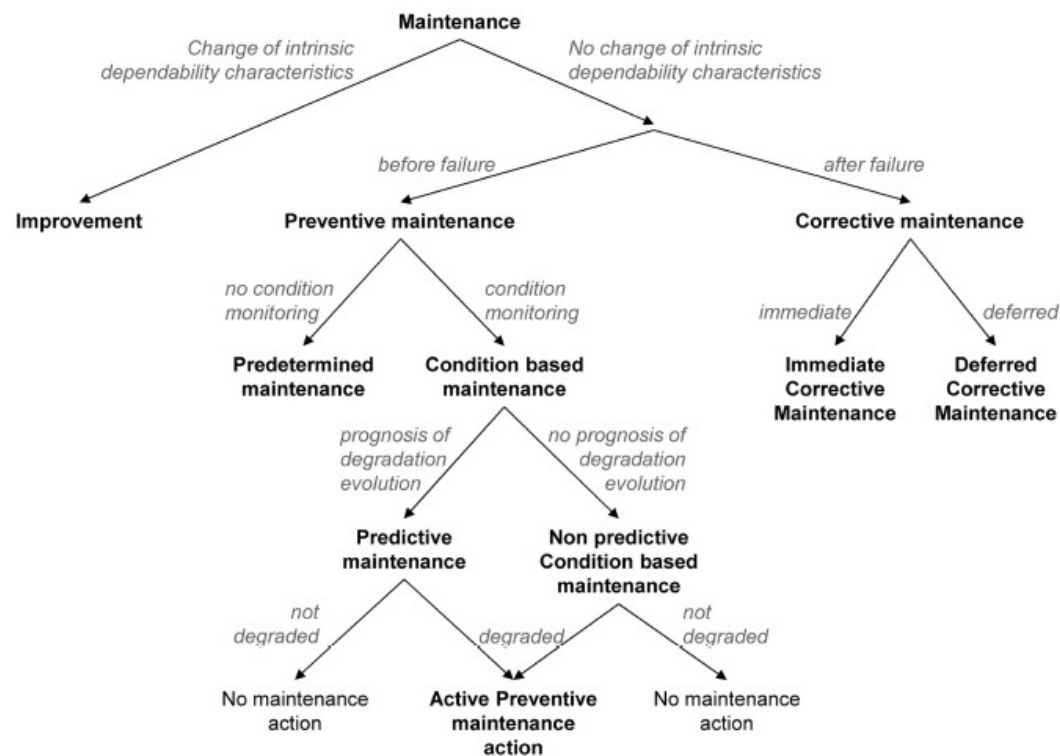 Maintenance
Change of intrinsic
dependability characteristics
No change of intrinsic
dependability characteristics
before failure
after failure
Improvement
Preventive maintenance
Corrective maintenance
no condition
monitoring
condition
monitoring
immediate
deferred
Predetermined
maintenance
Condition based
maintenance
Immediate
Corrective
Maintenance
Deferred
Corrective
Maintenance
prognosis of
degradation
evolution
no prognosis of
degradation
evolution
Predictive
maintenance
Non predictive
Condition based
maintenance
not
degraded
degraded
not
degraded
No maintenance
action
Active Preventive
maintenance
action
No maintenance
action